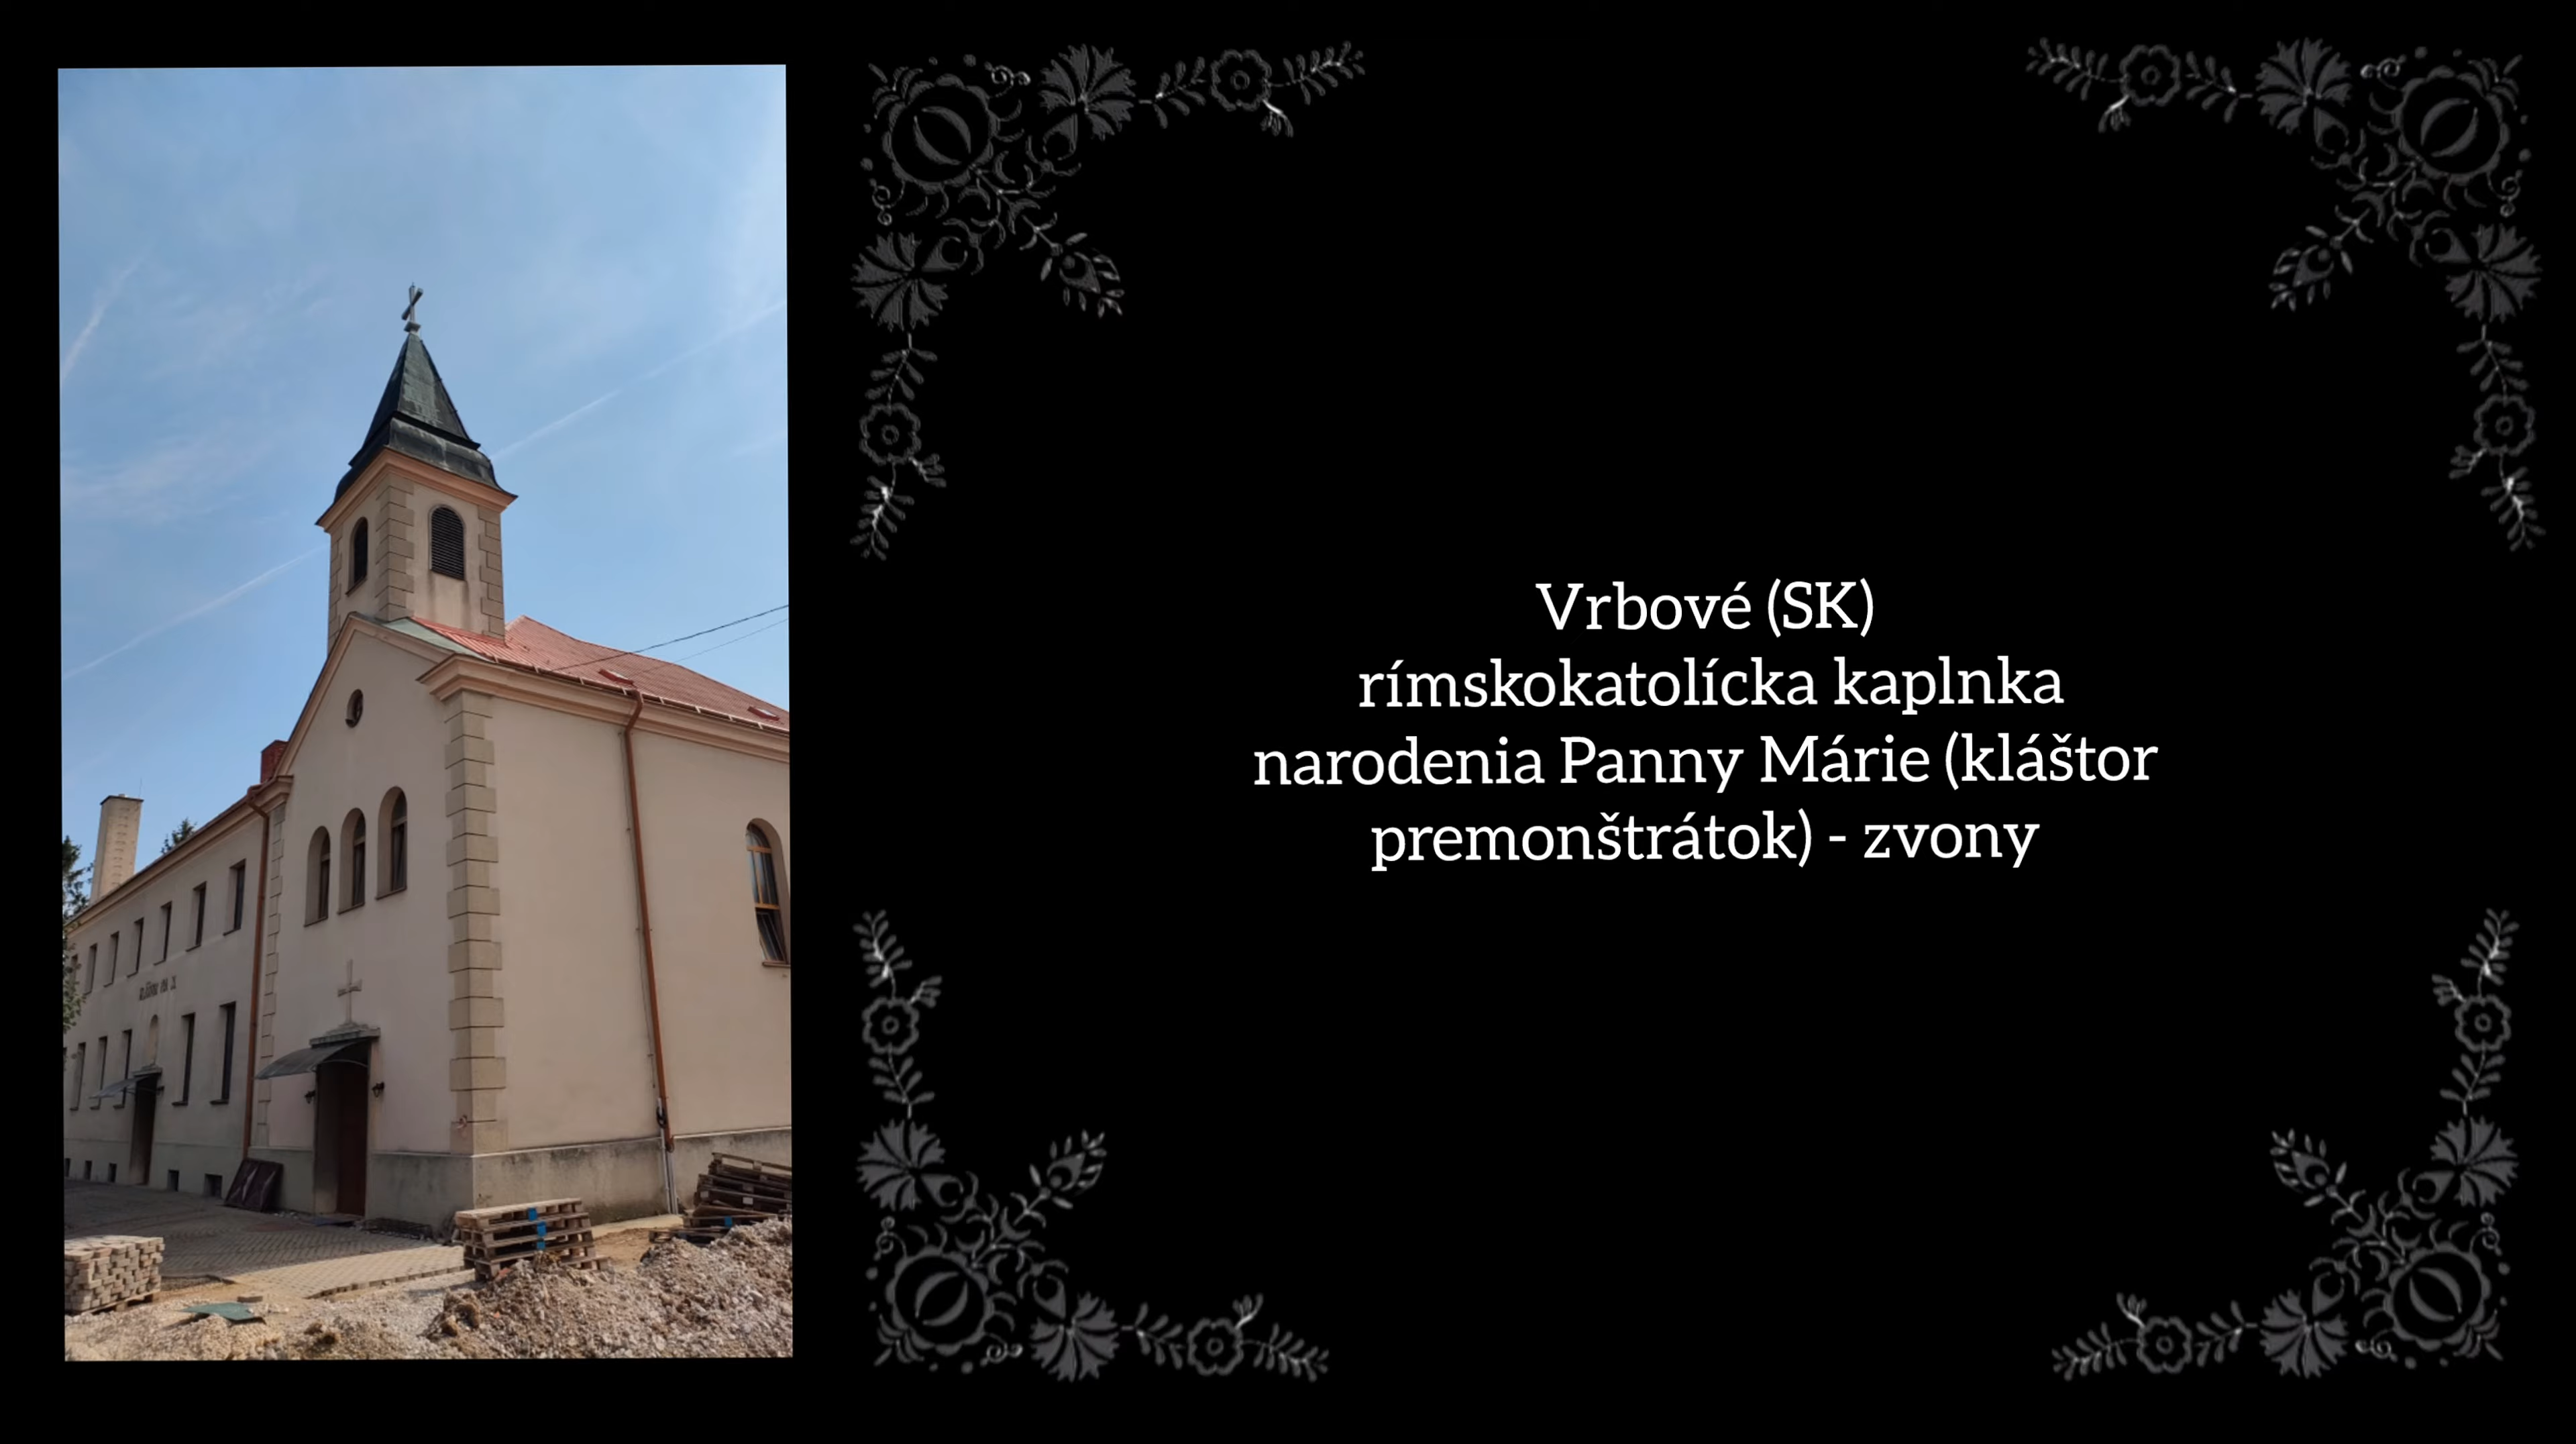 Vrbové (SK)
rímskokatolícka kaplnka
narodenia Panny Márie (kláštor
premonštrátok) - zvony